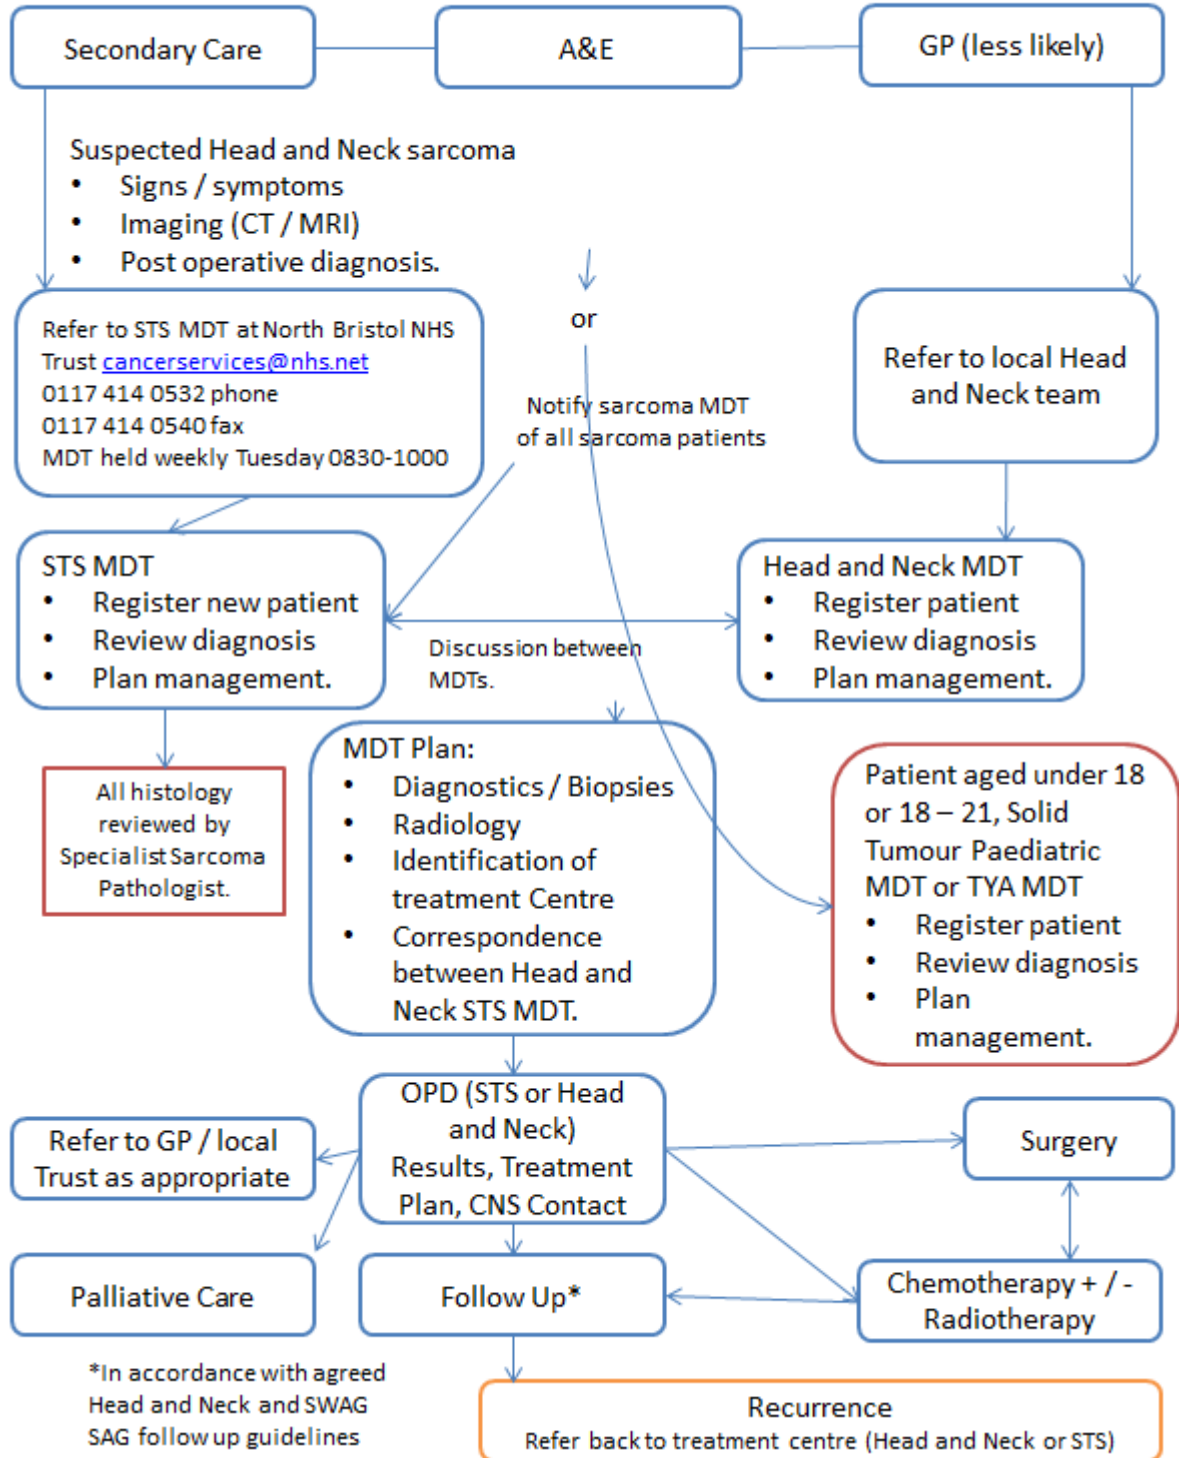 Secondary Care
A&E
GP (less likely)
Suspected Head and Neck sarcoma
• Signs / symptoms
• Imaging (CT / MRI)
• Post operative diagnosis.
or
Refer to STS MDT at North Bristol NHS
Trust cancerservices@nhs.net
0117 414 0532 phone
0117 414 0540 fax
MDT held weekly Tuesday 0830-1000
Notify sarcoma MDT
of all sarcoma patients
Refer to local Head
and Neck team
STS MDT
• Register new patient
• Review diagnosis
• Plan management.
Discussion between
MDTs.
Head and Neck MDT
• Register patient
• Review diagnosis
• Plan management.
All histology
reviewed by
Specialist Sarcoma
Pathologist.
MDT Plan:
• Diagnostics / Biopsies
• Radiology
• Identification of
treatment Centre
• Correspondence
between Head and
Neck STS MDT.
Patient aged under 18
or 18 – 21, Solid
Tumour Paediatric
MDT or TYA MDT
• Register patient
• Review diagnosis
• Plan
management.
OPD (STS or Head
and Neck)
Results, Treatment
Plan, CNS Contact
Refer to GP / local
Trust as appropriate
Surgery
Palliative Care
Follow Up*
Chemotherapy + / -
Radiotherapy
*In accordance with agreed
Head and Neck and SWAG
SAG follow up guidelines
Recurrence
Refer back to treatment centre (Head and Neck or STS)